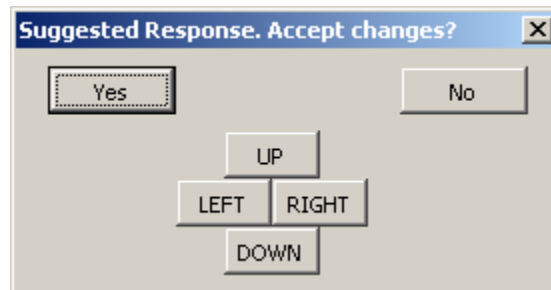 Suggested Response. Accept changes?
Yes No
UP
LEFT RIGHT
DOWN